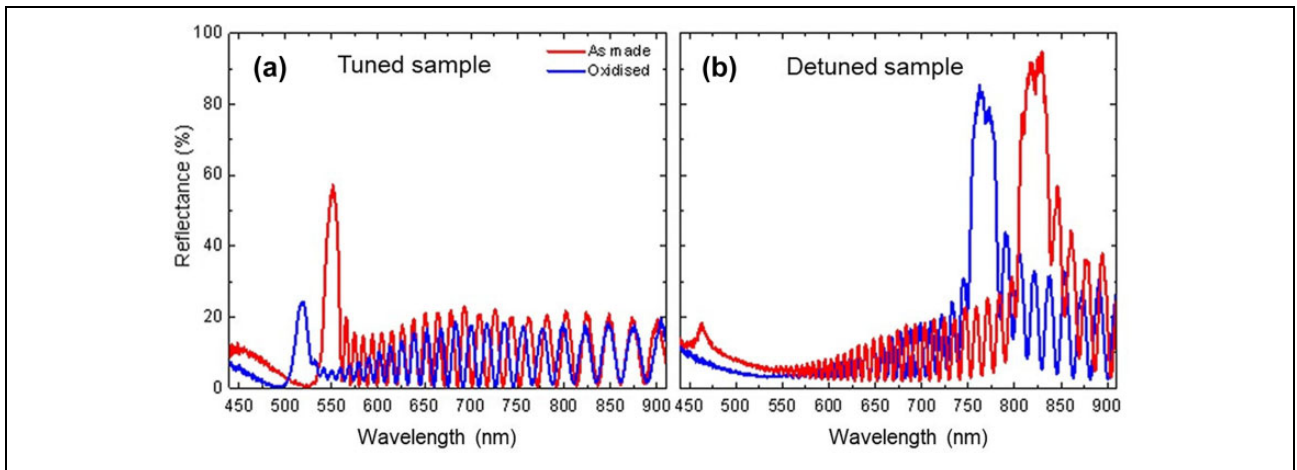 100
80
60
40
20
0
Reflectance (%)
(a) Tuned sample
As made
Oxidised
450 500 550 600 650 700 750 800 850 900
Wavelength (nm)
(b) Detuned sample
450 500 550 600 650 700 750 800 850 900
Wavelength (nm)